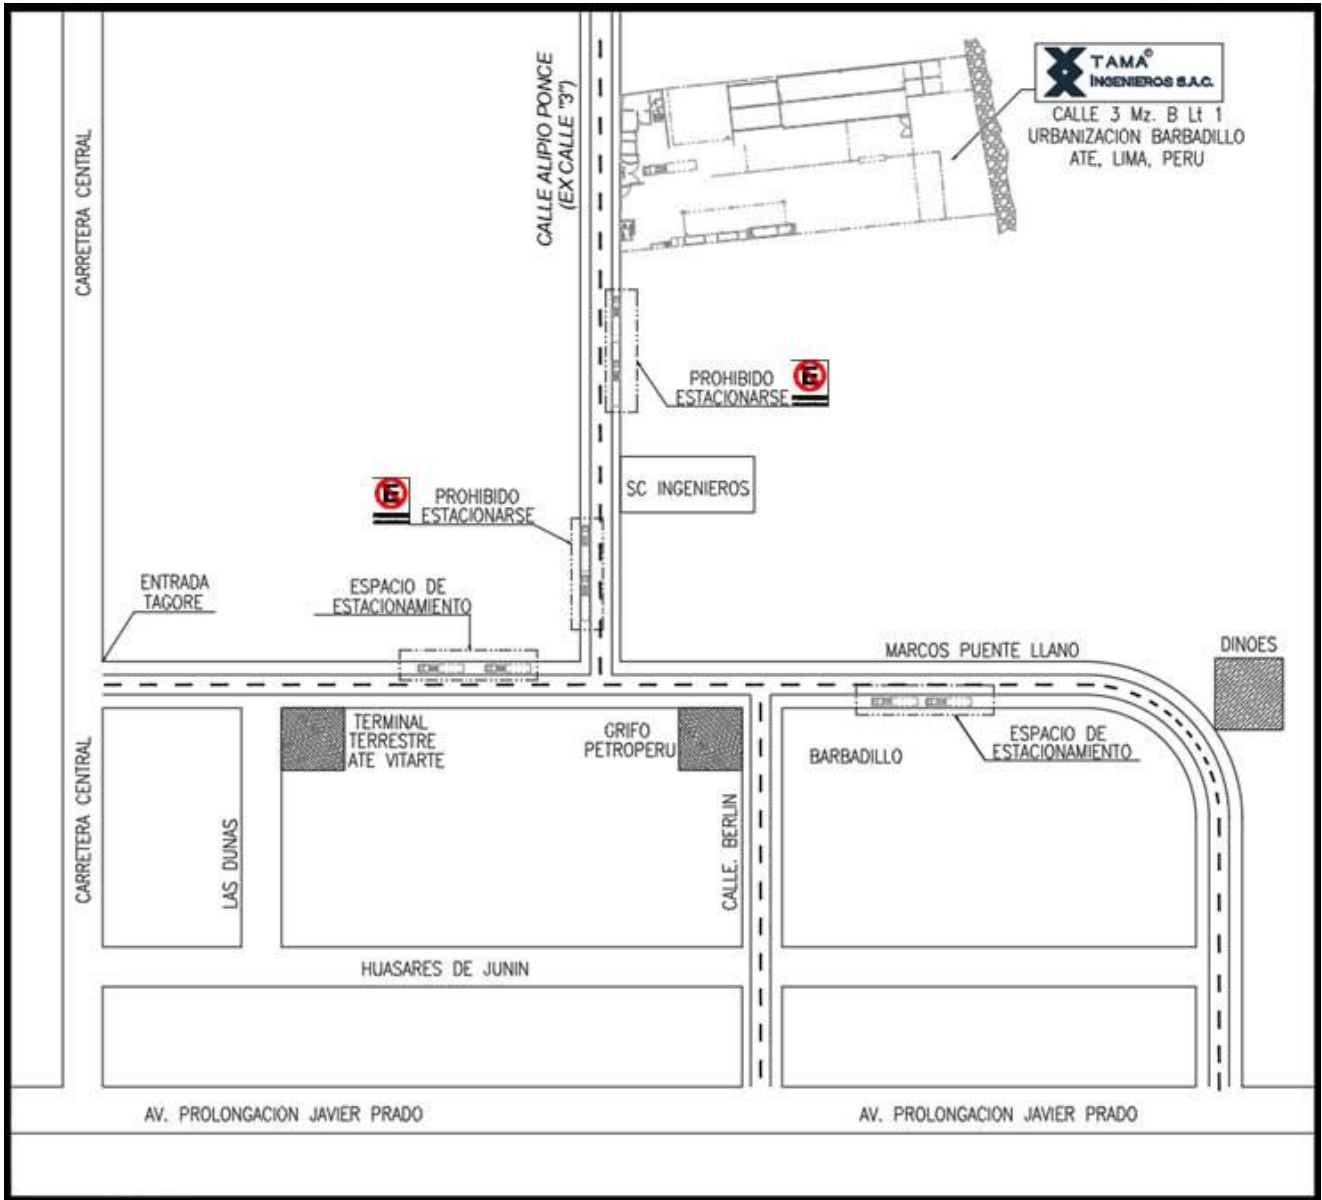 TAMA©
INGENIEROS S.A.C.
CALLE 3 Mz. B Lt 1
URBANIZACION BARBADILLO
ATE, LIMA, PERU
CALLE ALIPIO PONCE
(EX CALLE "3")
CARRETERA CENTRAL
PROHIBIDO
ESTACIONARSE
E
SC INGENIEROS
E
PROHIBIDO
ESTACIONARSE
ENTRADA
TAGORE
ESPACIO DE
ESTACIONAMIENTO
MARCOS PUENTE LLANO
DINOES
TERMINAL
TERRESTRE
ATE VITARTE
GRIFO
PETROPERU
BARBADILLO
ESPACIO DE
ESTACIONAMIENTO
CARRETERA CENTRAL
LAS DUNAS
CALLE. BERLIN
HUASARES DE JUNIN
AV. PROLONGACION JAVIER PRADO
AV. PROLONGACION JAVIER PRADO